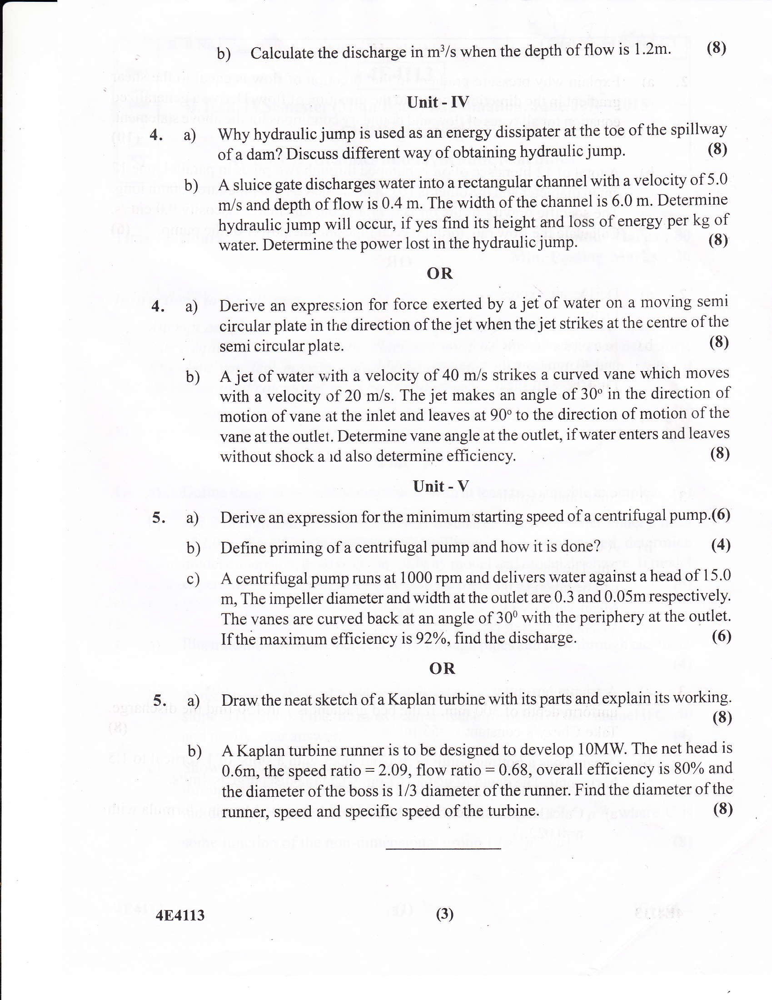 b) Calculate the discharge in m³/s when the depth of flow is 1.2m. (8)
Unit - IV
4. a) Why hydraulic jump is used as an energy dissipater at the toe of the spillway
of a dam? Discuss different way of obtaining hydraulic jump. (8)
b) A sluice gate discharges water into a rectangular channel with a velocity of 5.0
m/s and depth of flow is 0.4 m. The width of the channel is 6.0 m. Determine
hydraulic jump will occur, if yes find its height and loss of energy per kg of
water. Determine the power lost in the hydraulic jump. (8)
OR
4. a) Derive an expression for force exerted by a jet of water on a moving semi
circular plate in the direction of the jet when the jet strikes at the centre of the
semi circular plate. (8)
b) A jet of water with a velocity of 40 m/s strikes a curved vane which moves
with a velocity of 20 m/s. The jet makes an angle of 30° in the direction of
motion of vane at the inlet and leaves at 90° to the direction of motion of the
vane at the outlet. Determine vane angle at the outlet, if water enters and leaves
without shock and also determine efficiency. (8)
Unit - V
5. a) Derive an expression for the minimum starting speed of a centrifugal pump.(6)
b) Define priming of a centrifugal pump and how it is done? (4)
c) A centrifugal pump runs at 1000 rpm and delivers water against a head of 15.0
m, The impeller diameter and width at the outlet are 0.3 and 0.05m respectively.
The vanes are curved back at an angle of 30⁰ with the periphery at the outlet.
If the maximum efficiency is 92%, find the discharge. (6)
OR
5. a) Draw the neat sketch of a Kaplan turbine with its parts and explain its working.
(8)
b) A Kaplan turbine runner is to be designed to develop 10MW. The net head is
0.6m, the speed ratio = 2.09, flow ratio = 0.68, overall efficiency is 80% and
the diameter of the boss is 1/3 diameter of the runner. Find the diameter of the
runner, speed and specific speed of the turbine. (8)
4E4113 (3)